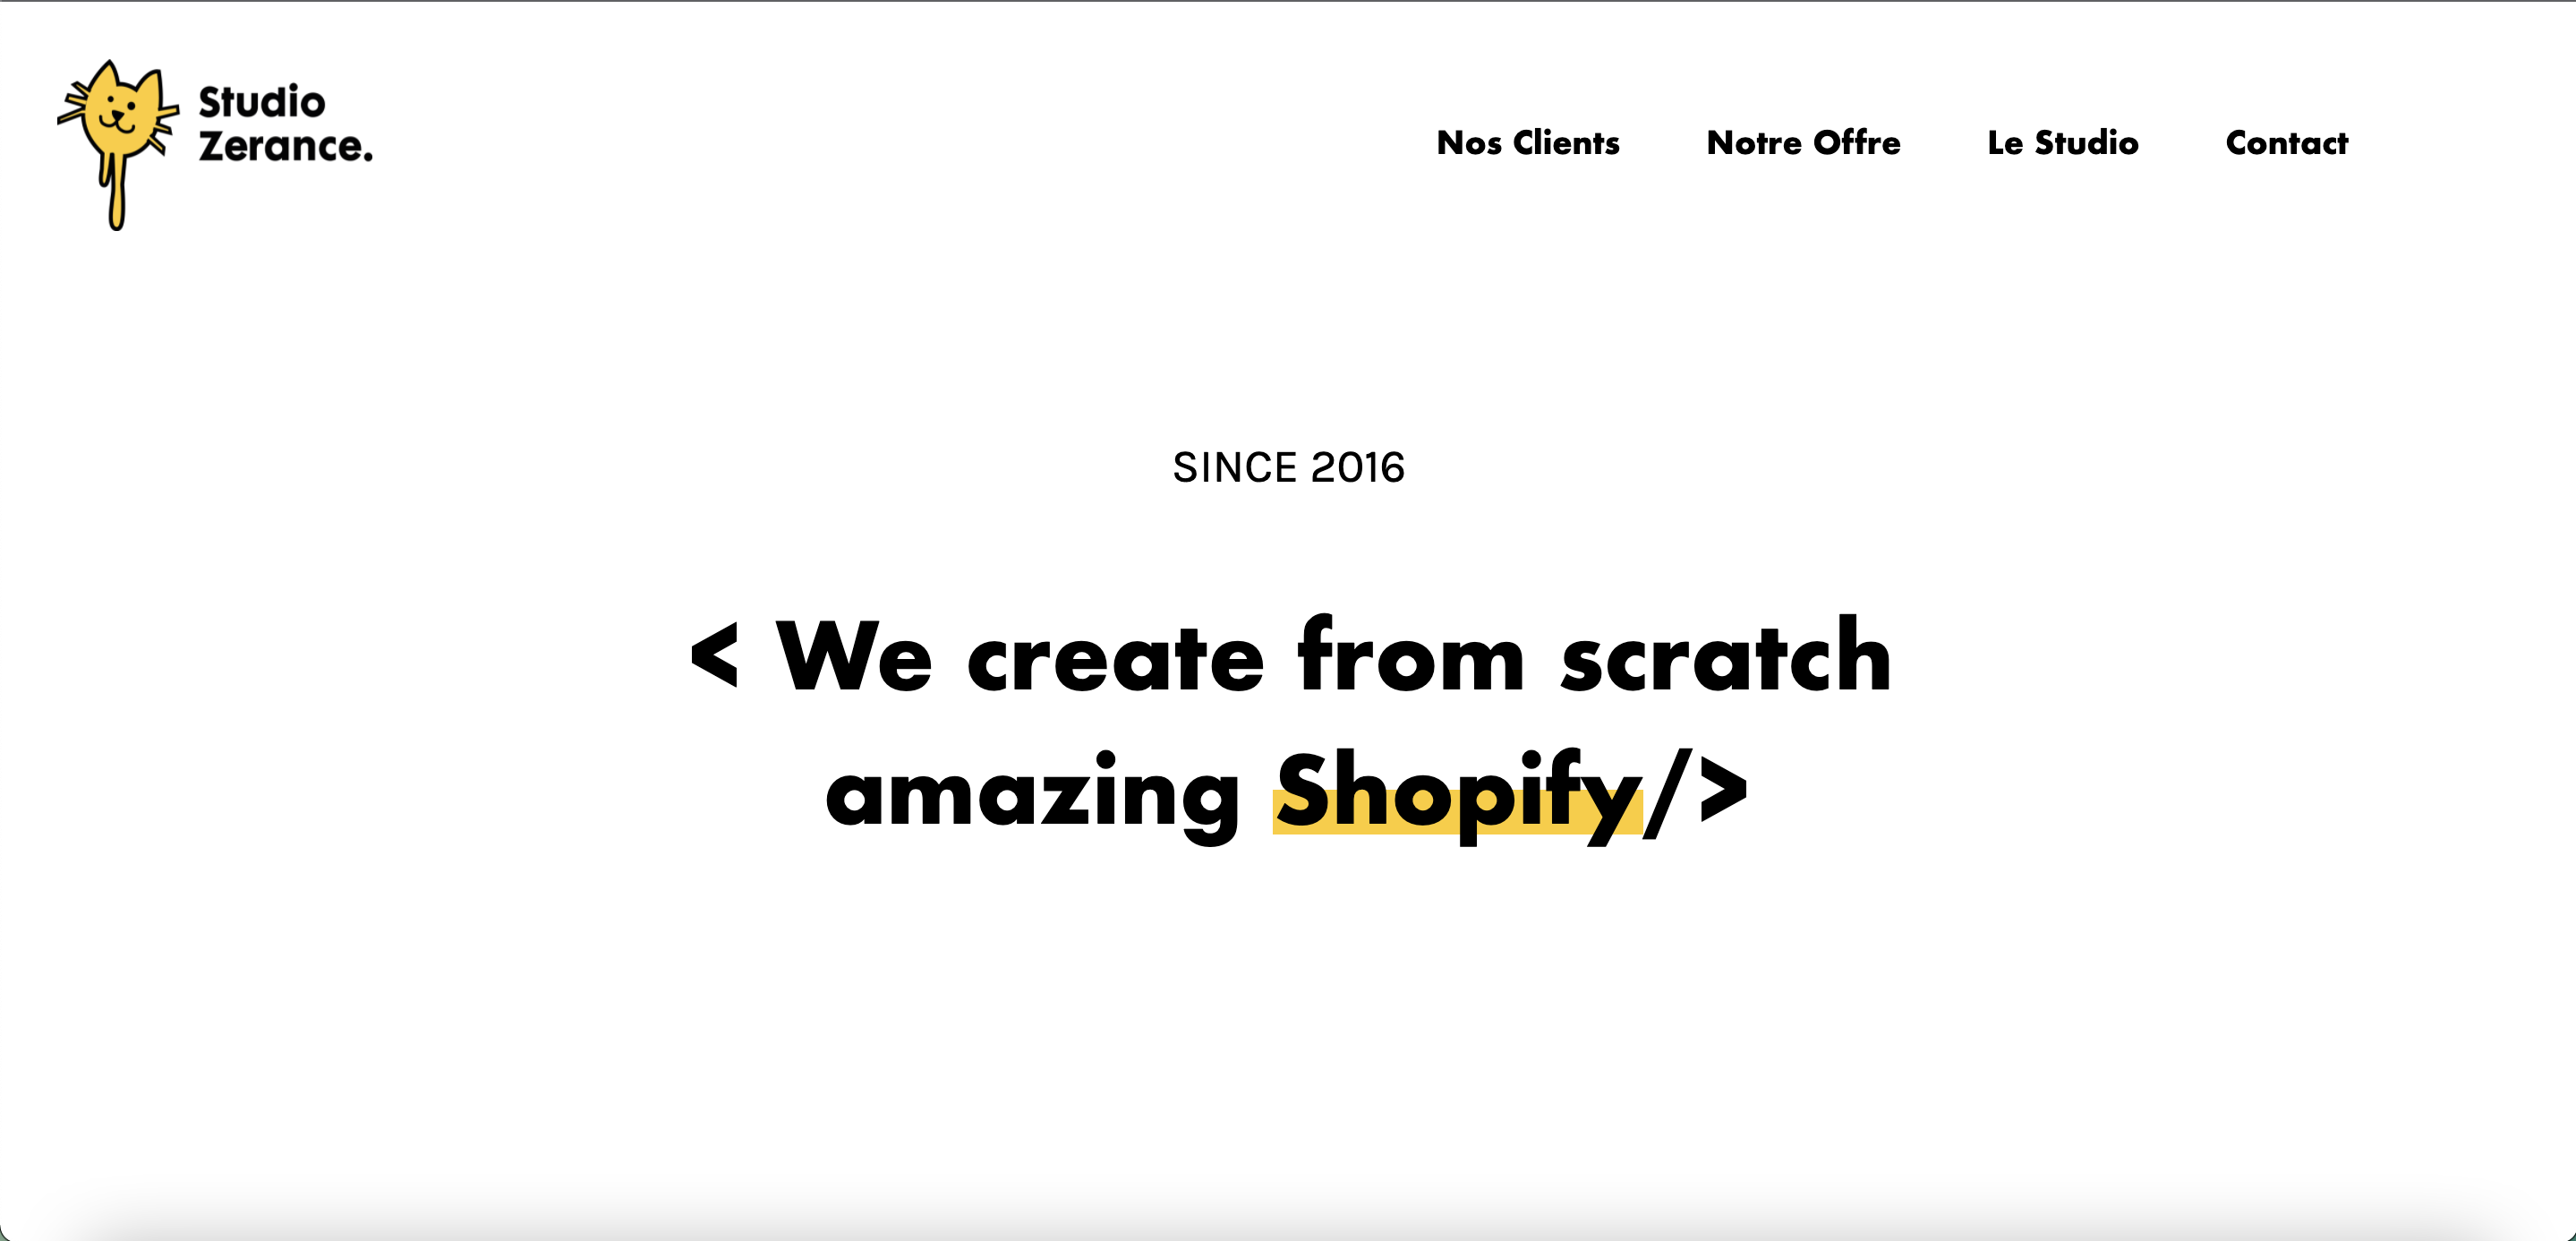 Studio
Zerance.
Nos Clients
Notre Offre
Le Studio
Contact
SINCE 2016
< We create from scratch
amazing Shopify/>